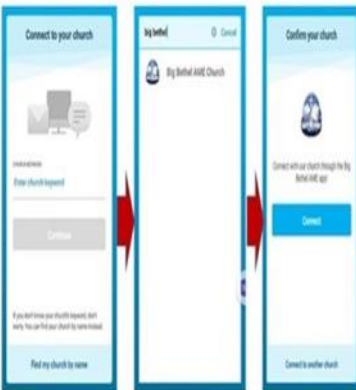 Connect to your church
CHURCH KEYWORD
Enter church keyword
Continue
If you don't know your church's keyword, don't
worry. You can find your church by name instead.
Find my church by name
big bethel
Cancel
Big Bethel AME Church
Confirm your church
Connect with our church through the Big
Bethel AME app!
Connect
Connect to another church